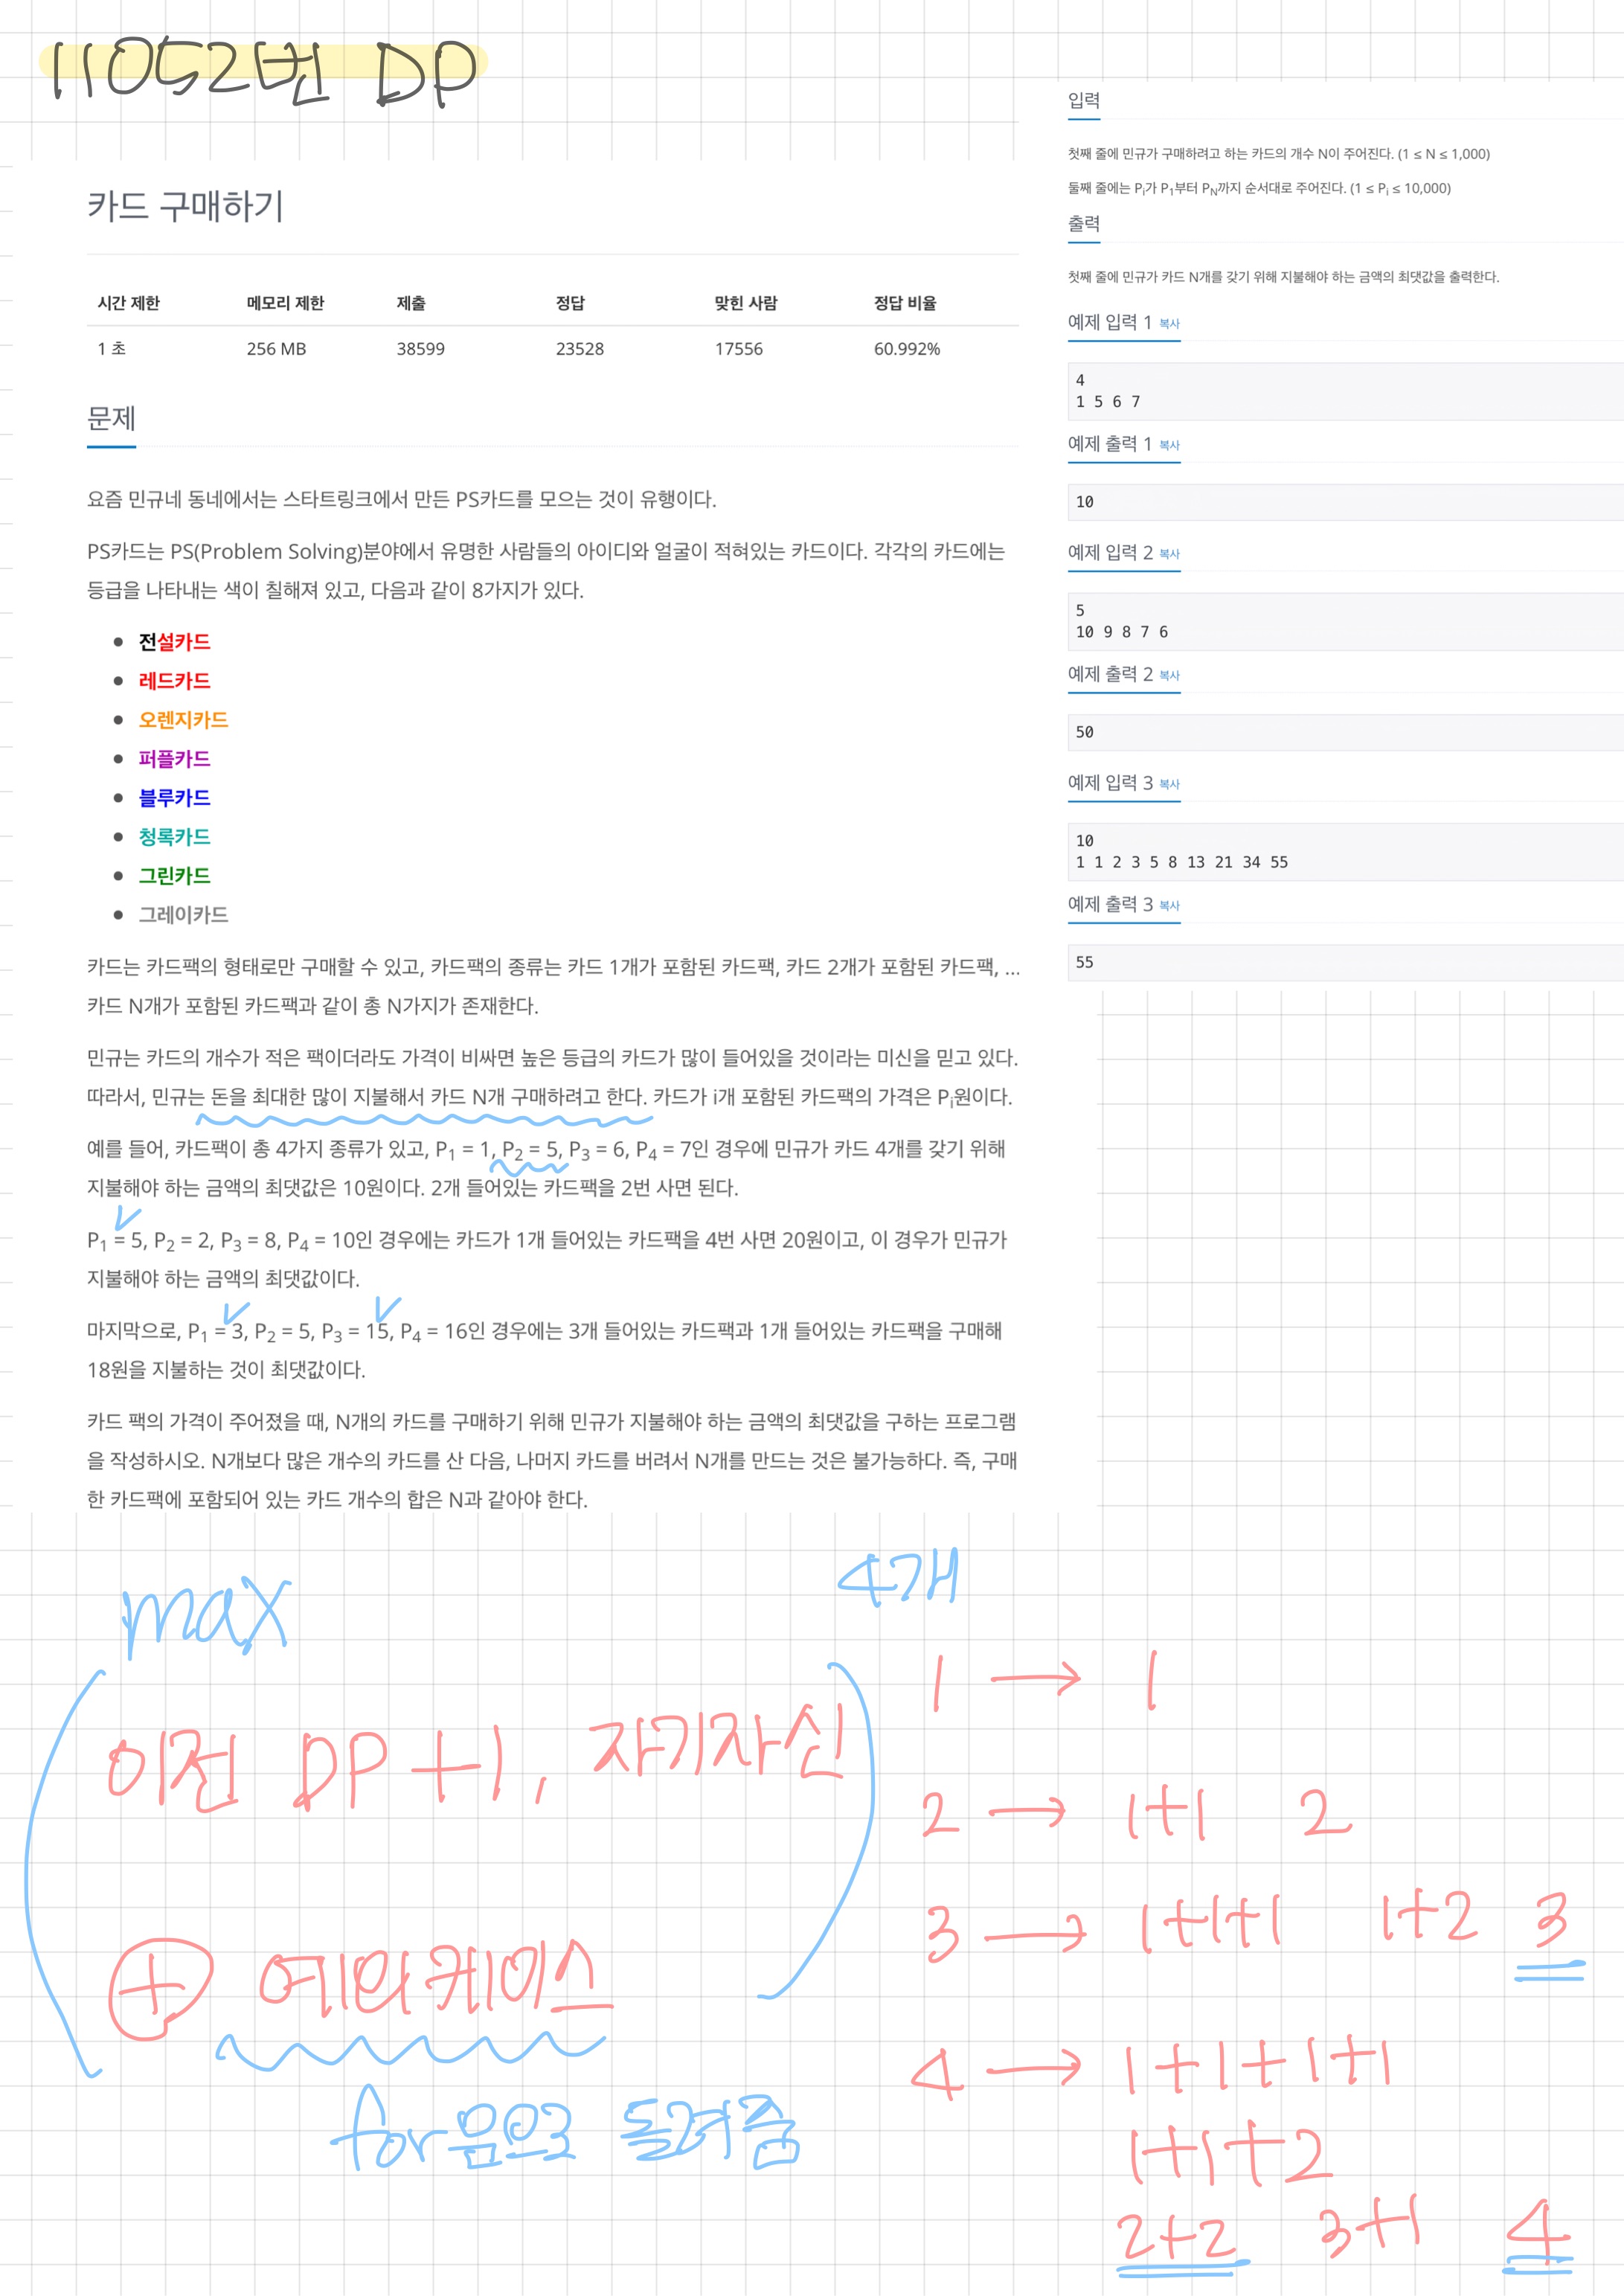 11052번 DP
카드 구매하기
시간 제한 메모리 제한 제출 정답 맞힌 사람 정답 비율
1 초 256 MB 38599 23528 17556 60.992%
문제
요즘 민규네 동네에서는 스타트링크에서 만든 PS카드를 모으는 것이 유행이다.
PS카드는 PS(Problem Solving)분야에서 유명한 사람들의 아이디와 얼굴이 적혀있는 카드이다. 각각의 카드에는
등급을 나타내는 색이 칠해져 있고, 다음과 같이 8가지가 있다.
• 전설카드
• 레드카드
• 오렌지카드
• 퍼플카드
• 블루카드
• 청록카드
• 그린카드
• 그레이카드
카드는 카드팩의 형태로만 구매할 수 있고, 카드팩의 종류는 카드 1개가 포함된 카드팩, 카드 2개가 포함된 카드팩, ...
카드 N개가 포함된 카드팩과 같이 총 N가지가 존재한다.
민규는 카드의 개수가 적은 팩이더라도 가격이 비싸면 높은 등급의 카드가 많이 들어있을 것이라는 미신을 믿고 있다.
따라서, 민규는 돈을 최대한 많이 지불해서 카드 N개 구매하려고 한다. 카드가 i개 포함된 카드팩의 가격은 Pi원이다.
예를 들어, 카드팩이 총 4가지 종류가 있고, P1 = 1, P2 = 5, P3 = 6, P4 = 7인 경우에 민규가 카드 4개를 갖기 위해
지불해야 하는 금액의 최댓값은 10원이다. 2개 들어있는 카드팩을 2번 사면 된다.
P1 = 5, P2 = 2, P3 = 8, P4 = 10인 경우에는 카드가 1개 들어있는 카드팩을 4번 사면 20원이고, 이 경우가 민규가
지불해야 하는 금액의 최댓값이다.
마지막으로, P1 = 3, P2 = 5, P3 = 15, P4 = 16인 경우에는 3개 들어있는 카드팩과 1개 들어있는 카드팩을 구매해
18원을 지불하는 것이 최댓값이다.
카드 팩의 가격이 주어졌을 때, N개의 카드를 구매하기 위해 민규가 지불해야 하는 금액의 최댓값을 구하는 프로그램
을 작성하시오. N개보다 많은 개수의 카드를 산 다음, 나머지 카드를 버려서 N개를 만드는 것은 불가능하다. 즉, 구매
한 카드팩에 포함되어 있는 카드 개수의 합은 N과 같아야 한다.
입력
첫째 줄에 민규가 구매하려고 하는 카드의 개수 N이 주어진다. (1 ≤ N ≤ 1,000)
둘째 줄에는 Pi가 P1부터 PN까지 순서대로 주어진다. (1 ≤ Pi ≤ 10,000)
출력
첫째 줄에 민규가 카드 N개를 갖기 위해 지불해야 하는 금액의 최댓값을 출력한다.
예제 입력 1 복사
4
1 5 6 7
예제 출력 1 복사
10
예제 입력 2 복사
5
10 9 8 7 6
예제 출력 2 복사
50
예제 입력 3 복사
10
1 1 2 3 5 8 13 21 34 55
예제 출력 3 복사
55
max
이전 DP+1, 자기자신
+ 예외케이스
for문으로 돌려줌
4개
1 → 1
2 → 1+1 2
3 → 1+1+1 1+2 3
4 → 1+1+1+1
1+1+2
2+2 3+1 4